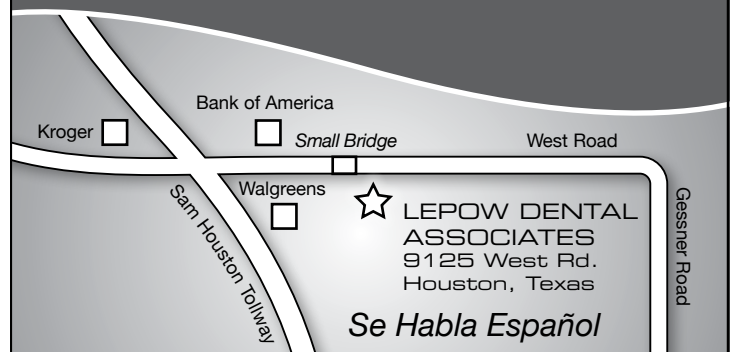 Bank of America
Kroger
Small Bridge
West Road
Walgreens
Sam Houston Tollway
LEPOW DENTAL
ASSOCIATES
9125 West Rd.
Houston, Texas
Gessner Road
Se Habla Español